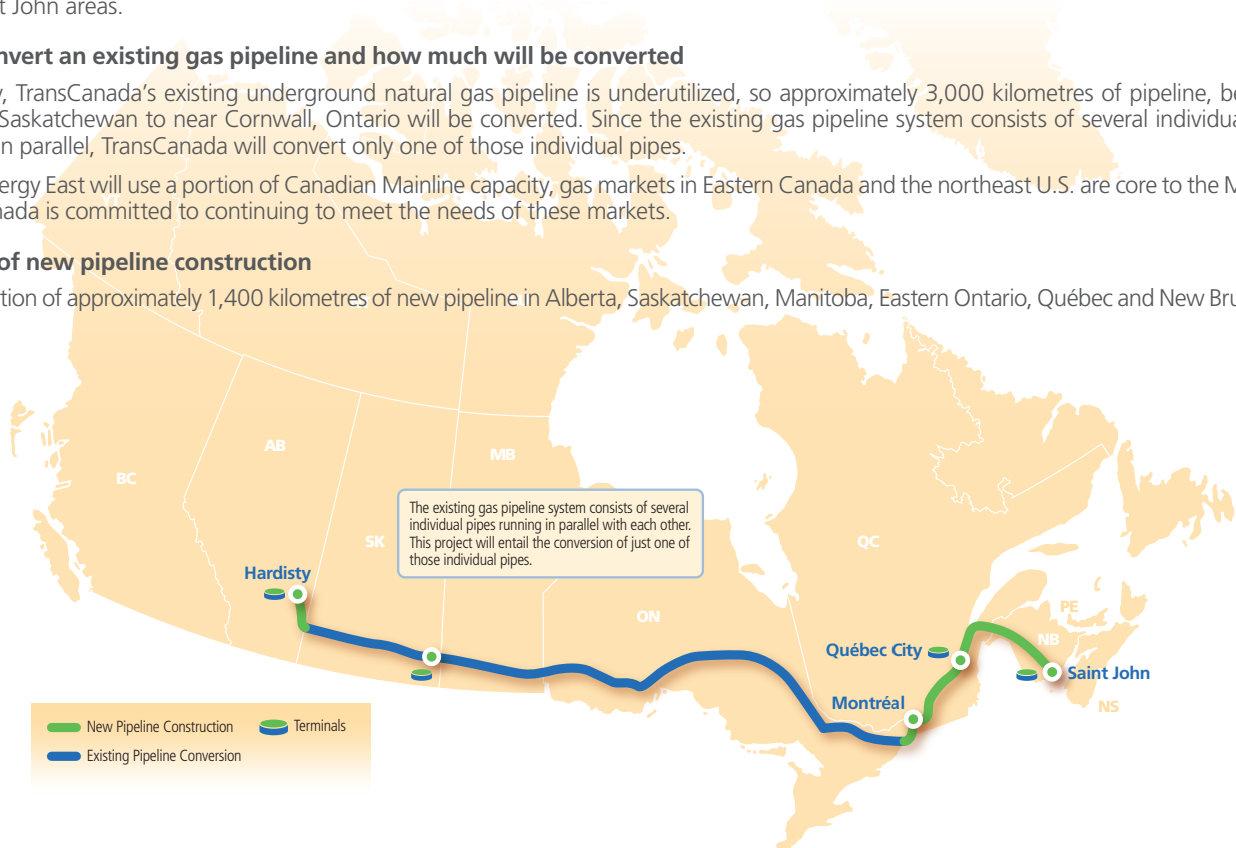 t John areas.
nvert an existing gas pipeline and how much will be converted
y, TransCanada's existing underground natural gas pipeline is underutilized, so approximately 3,000 kilometres of pipeline, be
Saskatchewan to near Cornwall, Ontario will be converted. Since the existing gas pipeline system consists of several individua
n parallel, TransCanada will convert only one of those individual pipes.
ergy East will use a portion of Canadian Mainline capacity, gas markets in Eastern Canada and the northeast U.S. are core to the M
nada is committed to continuing to meet the needs of these markets.
of new pipeline construction
tion of approximately 1,400 kilometres of new pipeline in Alberta, Saskatchewan, Manitoba, Eastern Ontario, Québec and New Bru
YT
AB
MB
BC
The existing gas pipeline system consists of several
individual pipes running in parallel with each other.
This project will entail the conversion of just one of
those individual pipes.
SK
QC
Hardisty
ON
PE
NB
Québec City
Saint John
Montréal
NS
New Pipeline Construction
Terminals
Existing Pipeline Conversion